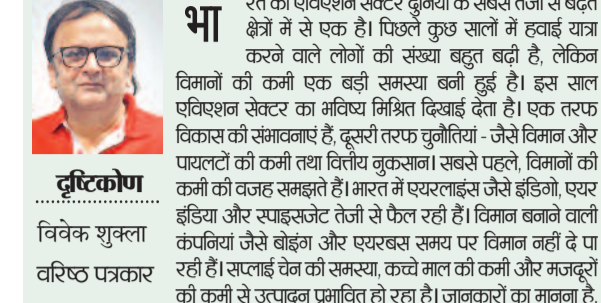 भारत का एविएशन सेक्टर दुनिया के सबसे तेजी से बढ़ते
क्षेत्रों में से एक है। पिछले कुछ सालों में हवाई यात्रा
करने वाले लोगों की संख्या बहुत बढ़ी है, लेकिन
विमानों की कमी एक बड़ी समस्या बनी हुई है। इस साल
एविएशन सेक्टर का भविष्य मिश्रित दिखाई देता है। एक तरफ
विकास की संभावनाएं हैं, दूसरी तरफ चुनौतियां - जैसे विमान और
पायलटों की कमी तथा वित्तीय नुकसान। सबसे पहले, विमानों की
कमी की वजह समझते हैं। भारत में एयरलाइंस जैसे इंडिगो, एयर
इंडिया और स्पाइसजेट तेजी से फैल रही हैं। विमान बनाने वाली
कंपनियां जैसे बोइंग और एयरबस समय पर विमान नहीं दे पा
रही हैं। सप्लाई चेन की समस्या, कच्चे माल की कमी और मजदूरों
की कमी से उत्पादन प्रभावित हो रहा है। जानकारों का मानना है,
दृष्टिकोण
विवेक शुक्ला
वरिष्ठ पत्रकार